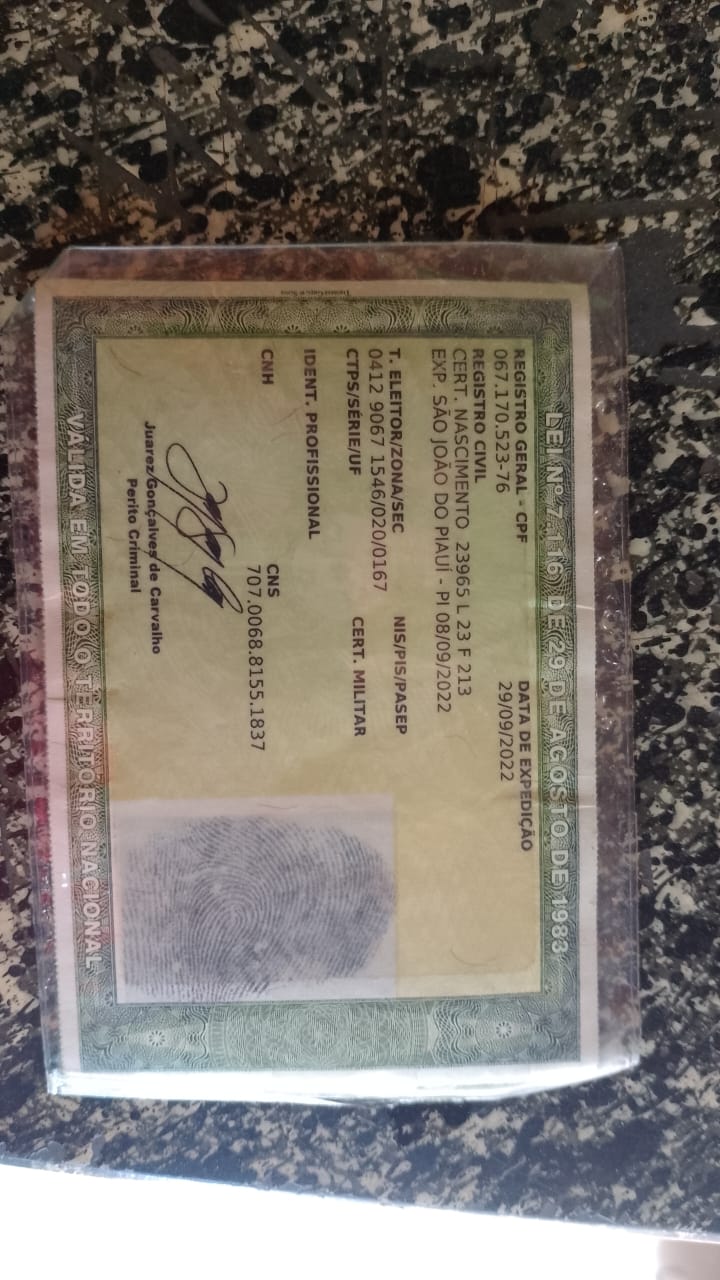 LEI Nº 7.116, DE 29 DE AGOSTO DE 1983
REGISTRO GERAL - CPF DATA DE EXPEDIÇÃO
067.170.523-76 29/09/2022
REGISTRO CIVIL
CERT. NASCIMENTO 23965 L 23 F 213
EXP. SÃO JOÃO DO PIAUÍ - PI 08/09/2022
T. ELEITOR/ZONA/SEC NIS/PIS/PASEP
0412 9067 1546/020/0167
CTPS/SÉRIE/UF CERT. MILITAR
IDENT. PROFISSIONAL
CNH CNS
707.0068.8155.1837
Juarez Gonçalves de Carvalho
Perito Criminal
VÁLIDA EM TODO O TERRITÓRIO NACIONAL